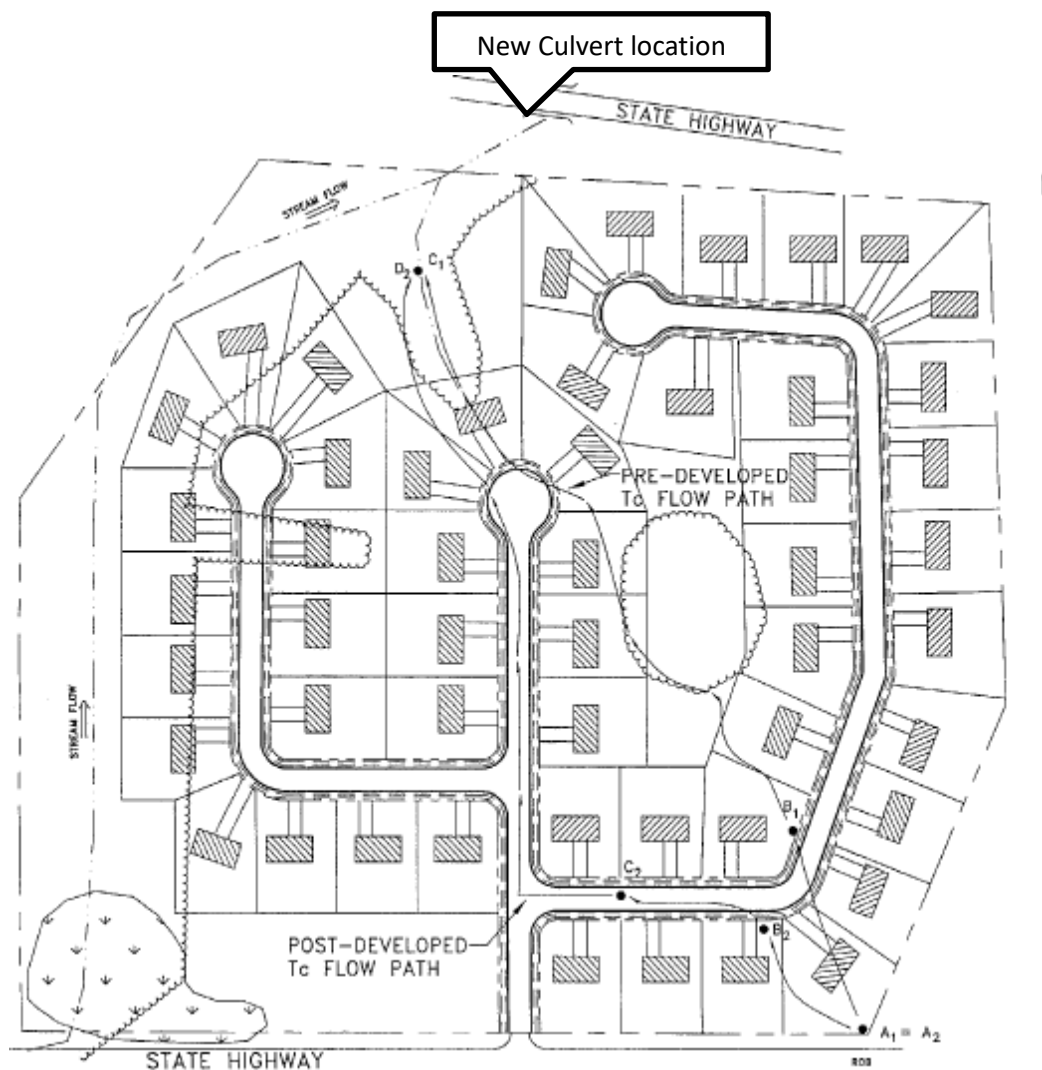 New Culvert location
STATE HIGHWAY
STREAM FLOW
D2
C1
PRE-DEVELOPED
Tc FLOW PATH
STREAM FLOW
B1
C2
B2
POST-DEVELOPED
Tc FLOW PATH
A1 = A2
STATE HIGHWAY